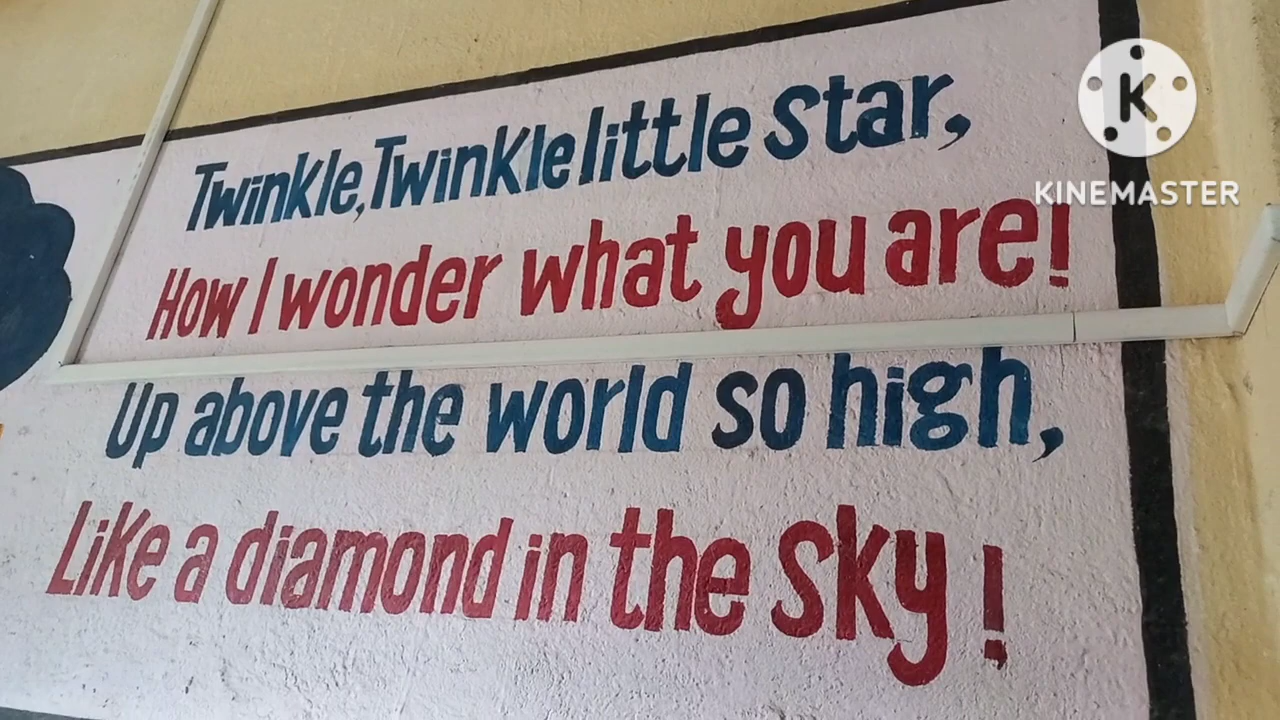 Twinkle, Twinkle little star,
How I wonder what you are!
Up above the world so high,
Like a diamond in the sky!
K
KINEMASTER